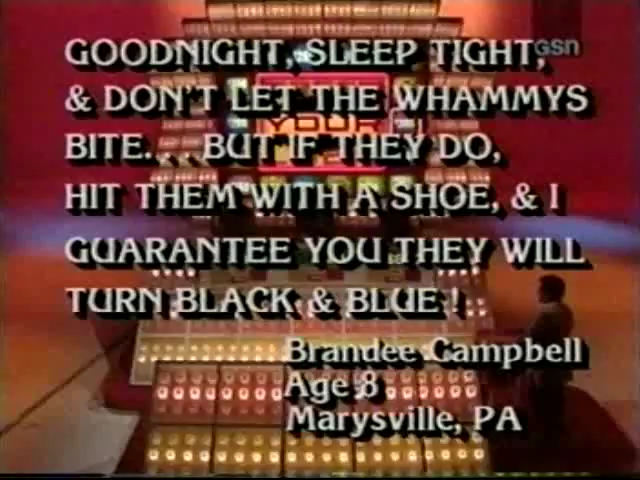 GSn
GOODNIGHT, SLEEP TIGHT,
& DON'T LET THE WHAMMYS
BITE... BUT IF THEY DO,
HIT THEM WITH A SHOE, & I
GUARANTEE YOU THEY WILL
TURN BLACK & BLUE !
Brandee Campbell
Age 8
Marysville, PA
YOUR